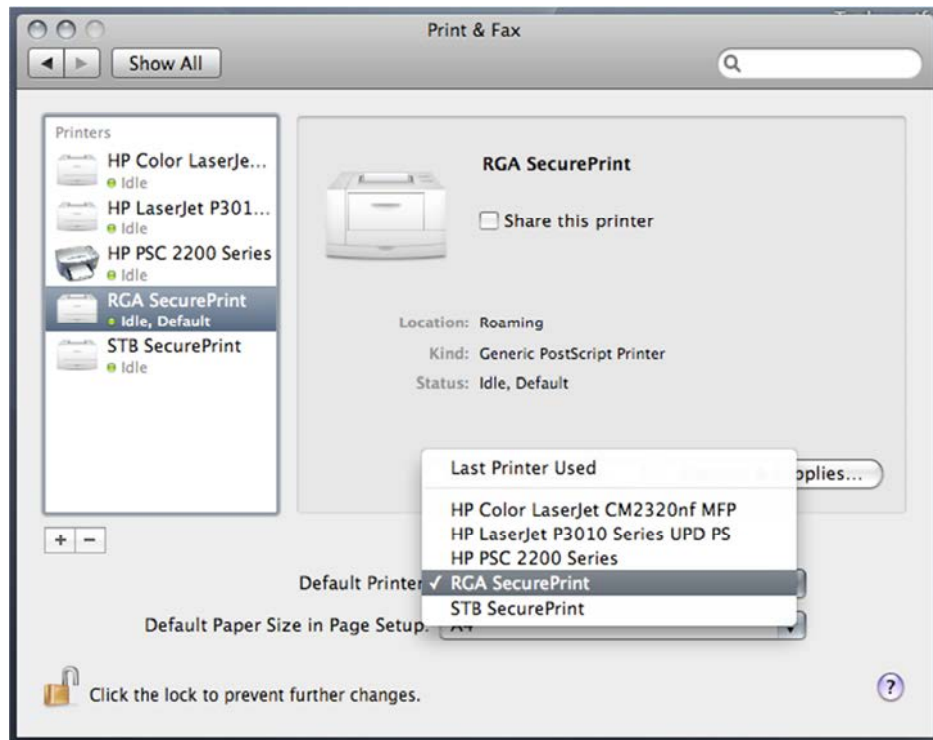 Print & Fax
Show All
Printers
HP Color LaserJe...
Idle
HP LaserJet P301...
Idle
HP PSC 2200 Series
Idle
RGA SecurePrint
Idle, Default
STB SecurePrint
Idle
RGA SecurePrint
Share this printer
Location: Roaming
Kind: Generic PostScript Printer
Status: Idle, Default
Last Printer Used
HP Color LaserJet CM2320nf MFP
HP LaserJet P3010 Series UPD PS
HP PSC 2200 Series
Default Printer ✓ RGA SecurePrint
STB SecurePrint
Default Paper Size in Page Setup: A4
Click the lock to prevent further changes.
?